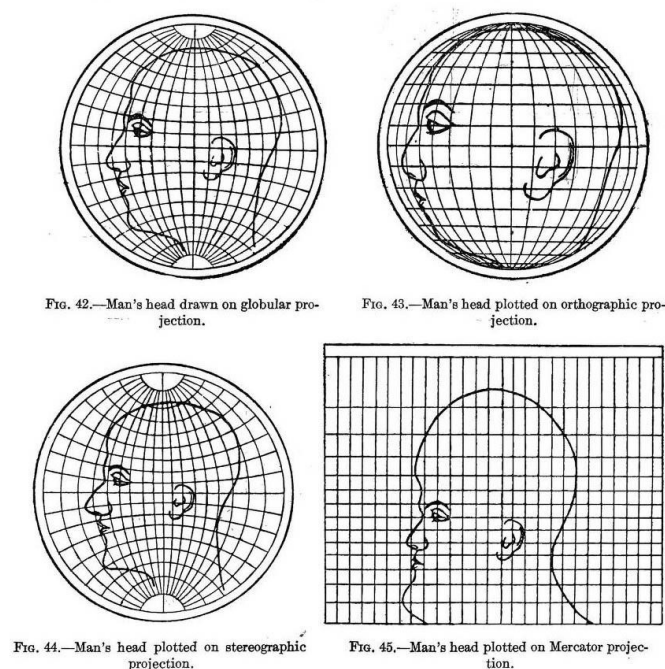 FIG. 42.—Man's head drawn on globular pro-
jection.
FIG. 43.—Man's head plotted on orthographic pro-
jection.
FIG. 44.—Man's head plotted on stereographic
projection.
FIG. 45.—Man's head plotted on Mercator projec-
tion.